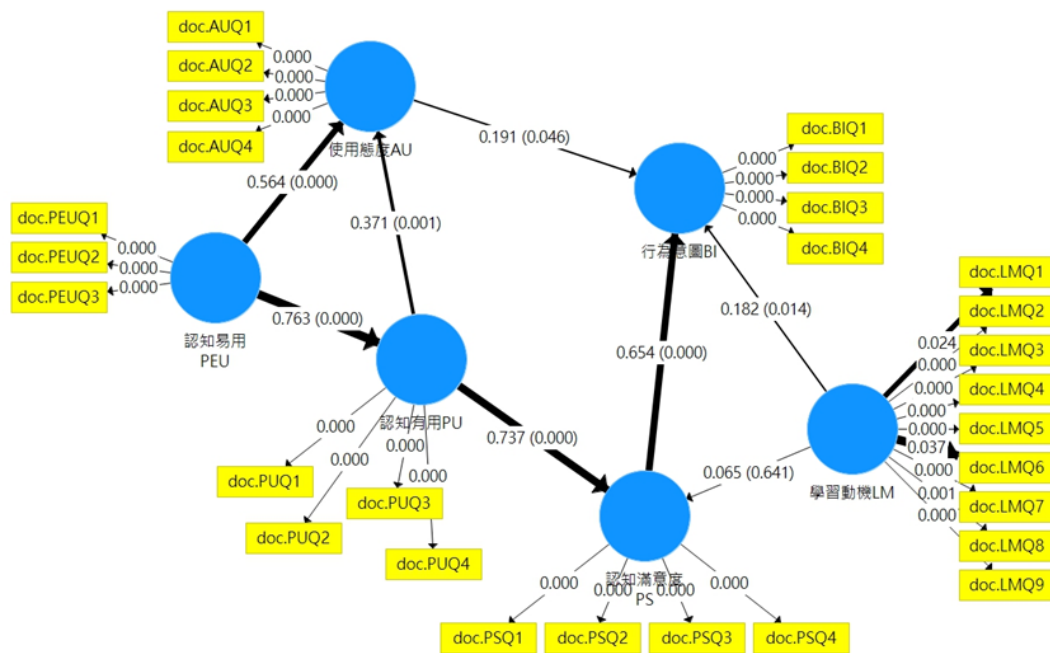 doc.AUQ1
doc.AUQ2
doc.AUQ3
doc.AUQ4
0.000
0.000
0.000
0.000
使用態度AU
0.191 (0.046)
doc.BIQ1
doc.BIQ2
doc.BIQ3
doc.BIQ4
0.000
0.000
0.000
0.000
行為意圖BI
0.564 (0.000)
0.371 (0.001)
doc.PEUQ1
doc.PEUQ2
doc.PEUQ3
0.000
0.000
0.000
認知易用
PEU
0.763 (0.000)
認知有用PU
0.000
0.000
0.000
0.000
doc.PUQ1
doc.PUQ2
doc.PUQ3
doc.PUQ4
0.737 (0.000)
0.654 (0.000)
0.182 (0.014)
0.065 (0.641)
學習動機LM
0.024
0.000
0.000
0.000
0.000
0.037
0.000
0.001
0.000
doc.LMQ1
doc.LMQ2
doc.LMQ3
doc.LMQ4
doc.LMQ5
doc.LMQ6
doc.LMQ7
doc.LMQ8
doc.LMQ9
認知滿意度
PS
0.000
0.000
0.000
0.000
doc.PSQ1
doc.PSQ2
doc.PSQ3
doc.PSQ4